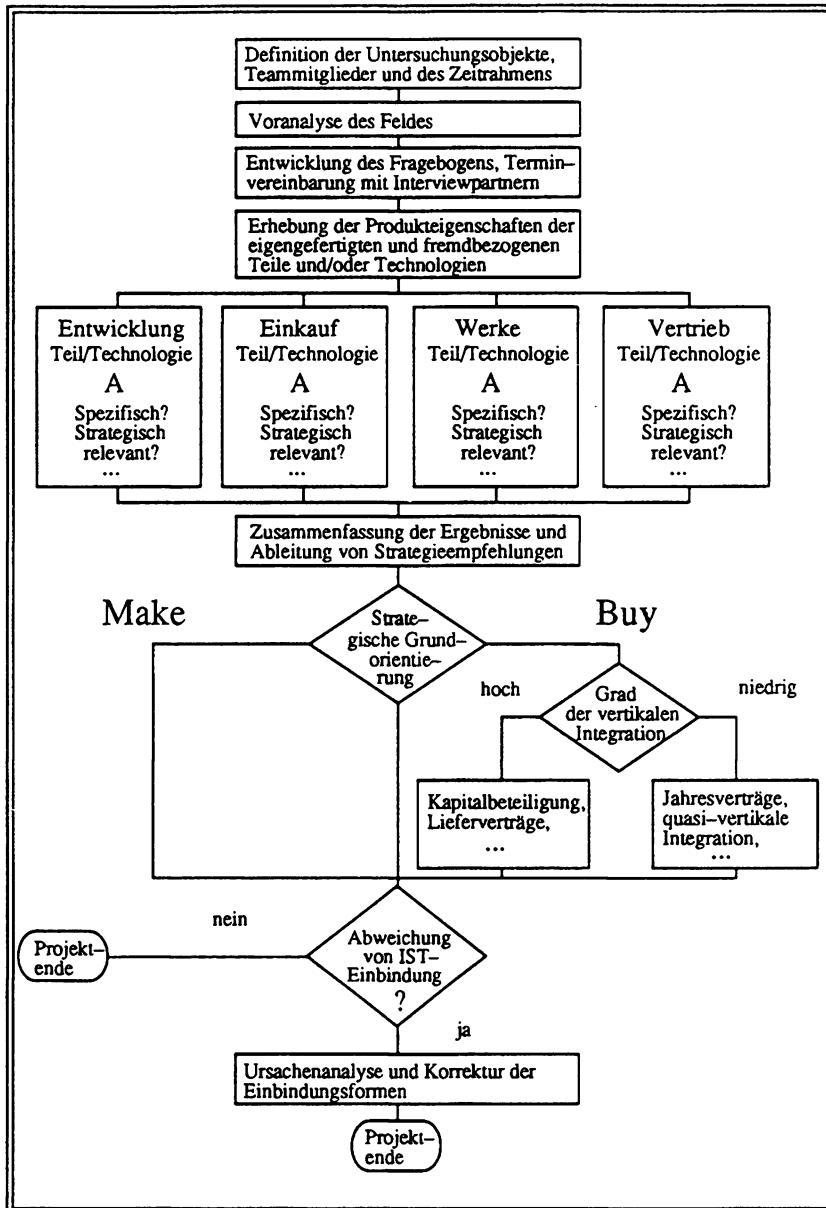 Definition der Untersuchungsobjekte,
Teammitglieder und des Zeitrahmens
Voranalyse des Feldes
Entwicklung des Fragebogens, Termin-
vereinbarung mit Interviewpartnern
Erhebung der Produkteigenschaften der
eigengefertigten und fremdbezogenen
Teile und/oder Technologien
Entwicklung
Teil/Technologie
A
Spezifisch?
Strategisch
relevant?
...
Einkauf
Teil/Technologie
A
Spezifisch?
Strategisch
relevant?
...
Werke
Teil/Technologie
A
Spezifisch?
Strategisch
relevant?
...
Vertrieb
Teil/Technologie
A
Spezifisch?
Strategisch
relevant?
...
Zusammenfassung der Ergebnisse und
Ableitung von Strategieempfehlungen
Make
Strate-
gische Grund-
orientie-
rung
Buy
hoch
Grad
der vertikalen
Integration
niedrig
Kapitalbeteiligung,
Lieferverträge,
...
Jahresverträge,
quasi-vertikale
Integration,
...
nein
Abweichung
von IST-
Einbindung
?
Projekt-
ende
ja
Ursachenanalyse und Korrektur der
Einbindungsformen
Projekt-
ende